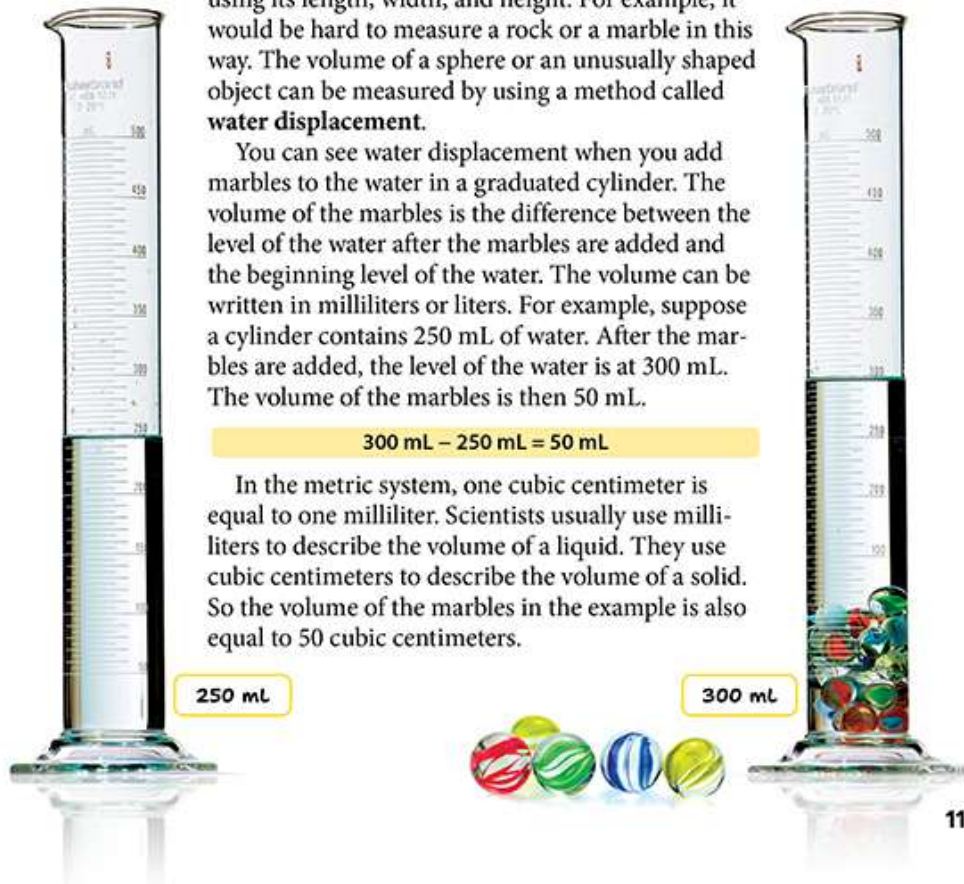 using its length, width, and height. For example, it
would be hard to measure a rock or a marble in this
way. The volume of a sphere or an unusually shaped
object can be measured by using a method called
water displacement.
You can see water displacement when you add
marbles to the water in a graduated cylinder. The
volume of the marbles is the difference between the
level of the water after the marbles are added and
the beginning level of the water. The volume can be
written in milliliters or liters. For example, suppose
a cylinder contains 250 mL of water. After the mar-
bles are added, the level of the water is at 300 mL.
The volume of the marbles is then 50 mL.
300 mL – 250 mL = 50 mL
In the metric system, one cubic centimeter is
equal to one milliliter. Scientists usually use milli-
liters to describe the volume of a liquid. They use
cubic centimeters to describe the volume of a solid.
So the volume of the marbles in the example is also
equal to 50 cubic centimeters.
250 mL
300 mL
11
500
450
400
350
300
250